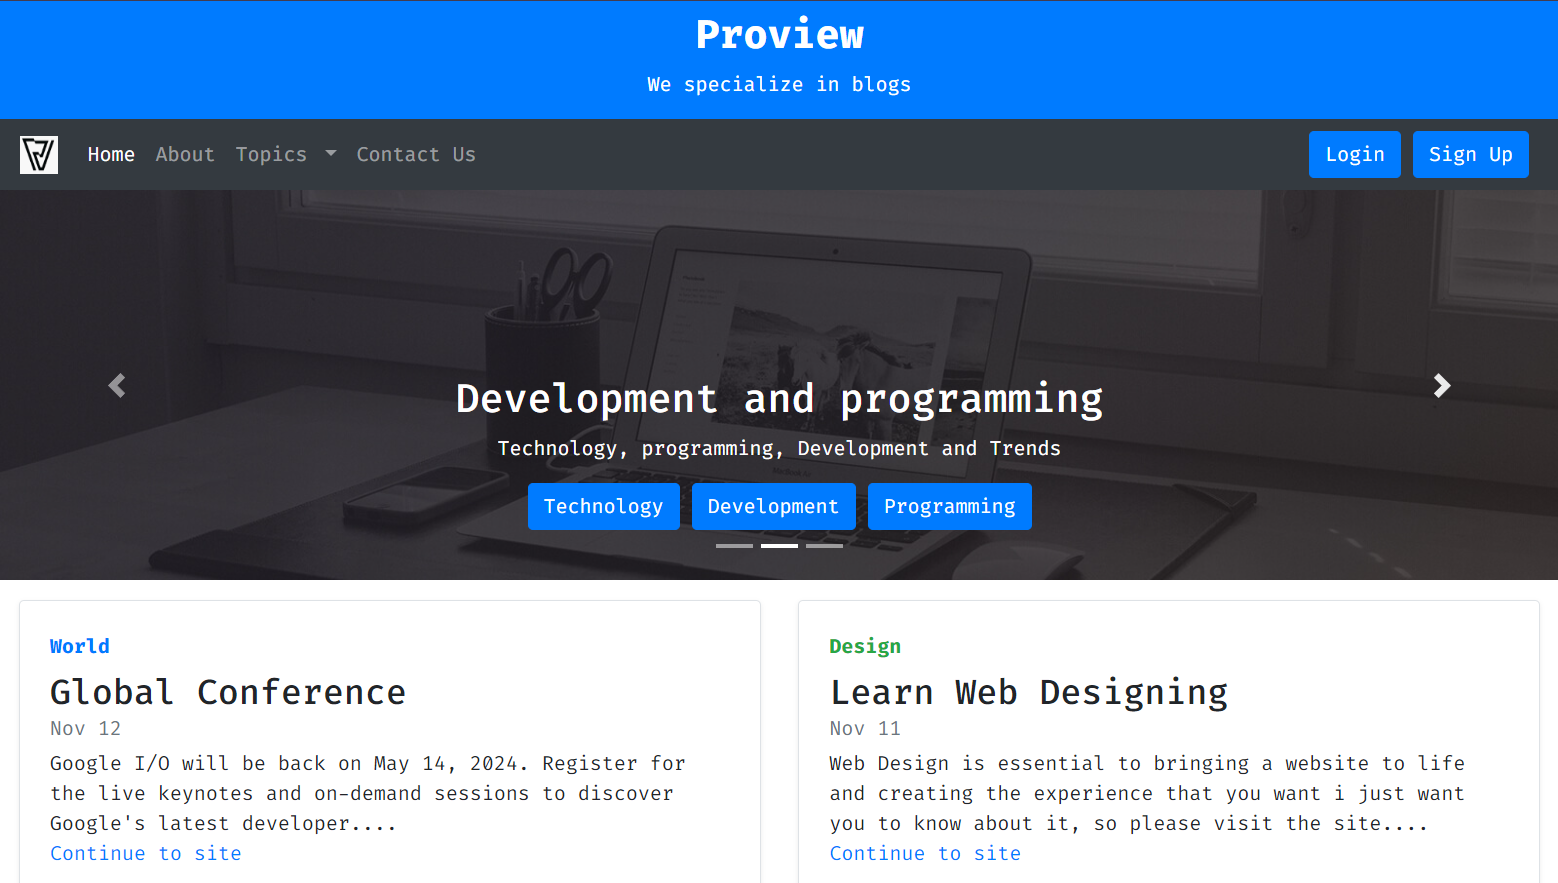 Proview
We specialize in blogs
Home About Topics Contact Us Login Sign Up
Development and programming
Technology, programming, Development and Trends
Technology Development Programming
World
Global Conference
Nov 12
Google I/O will be back on May 14, 2024. Register for
the live keynotes and on-demand sessions to discover
Google's latest developer....
Continue to site
Design
Learn Web Designing
Nov 11
Web Design is essential to bringing a website to life
and creating the experience that you want i just want
you to know about it, so please visit the site....
Continue to site